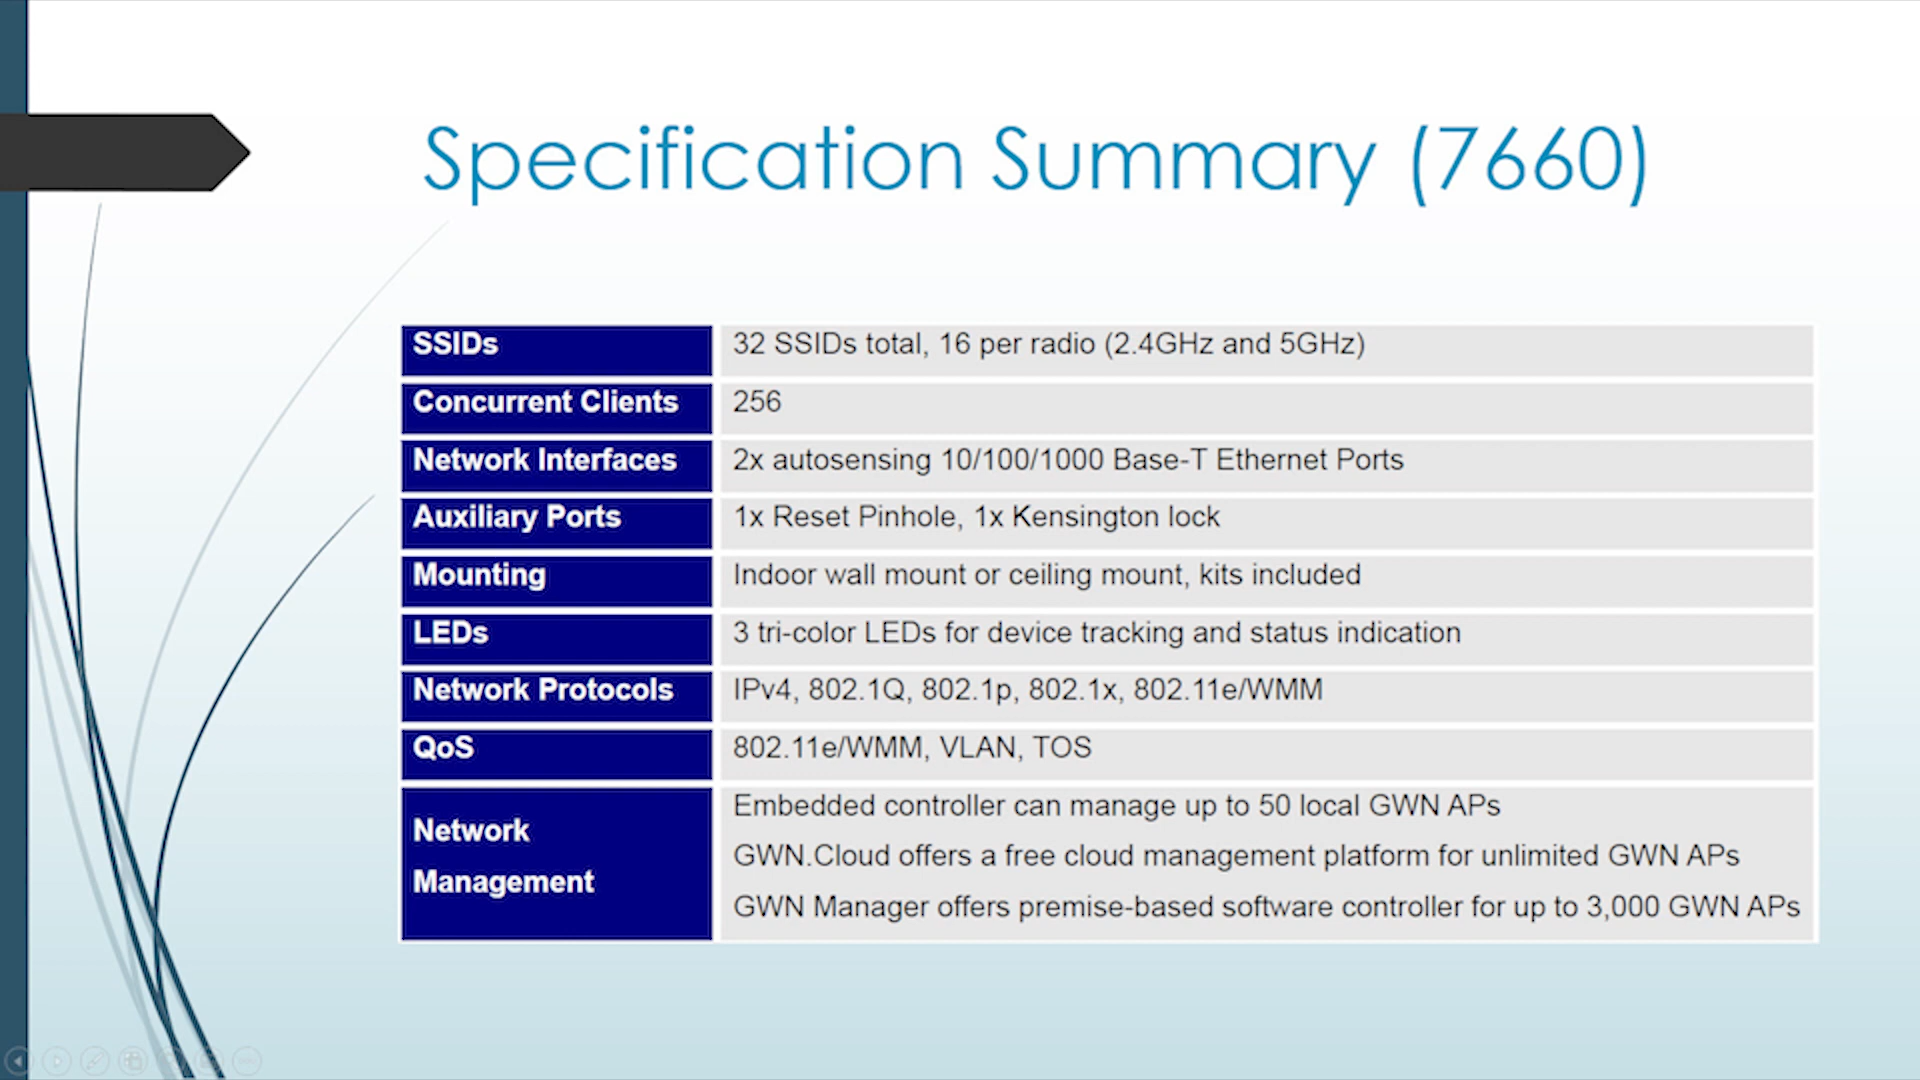 Specification Summary (7660)
SSIDs
32 SSIDs total, 16 per radio (2.4GHz and 5GHz)
Concurrent Clients
256
Network Interfaces
2x autosensing 10/100/1000 Base-T Ethernet Ports
Auxiliary Ports
1x Reset Pinhole, 1x Kensington lock
Mounting
Indoor wall mount or ceiling mount, kits included
LEDs
3 tri-color LEDs for device tracking and status indication
Network Protocols
IPv4, 802.1Q, 802.1p, 802.1x, 802.11e/WMM
QoS
802.11e/WMM, VLAN, TOS
Network
Management
Embedded controller can manage up to 50 local GWN APs
GWN.Cloud offers a free cloud management platform for unlimited GWN APs
GWN Manager offers premise-based software controller for up to 3,000 GWN APs